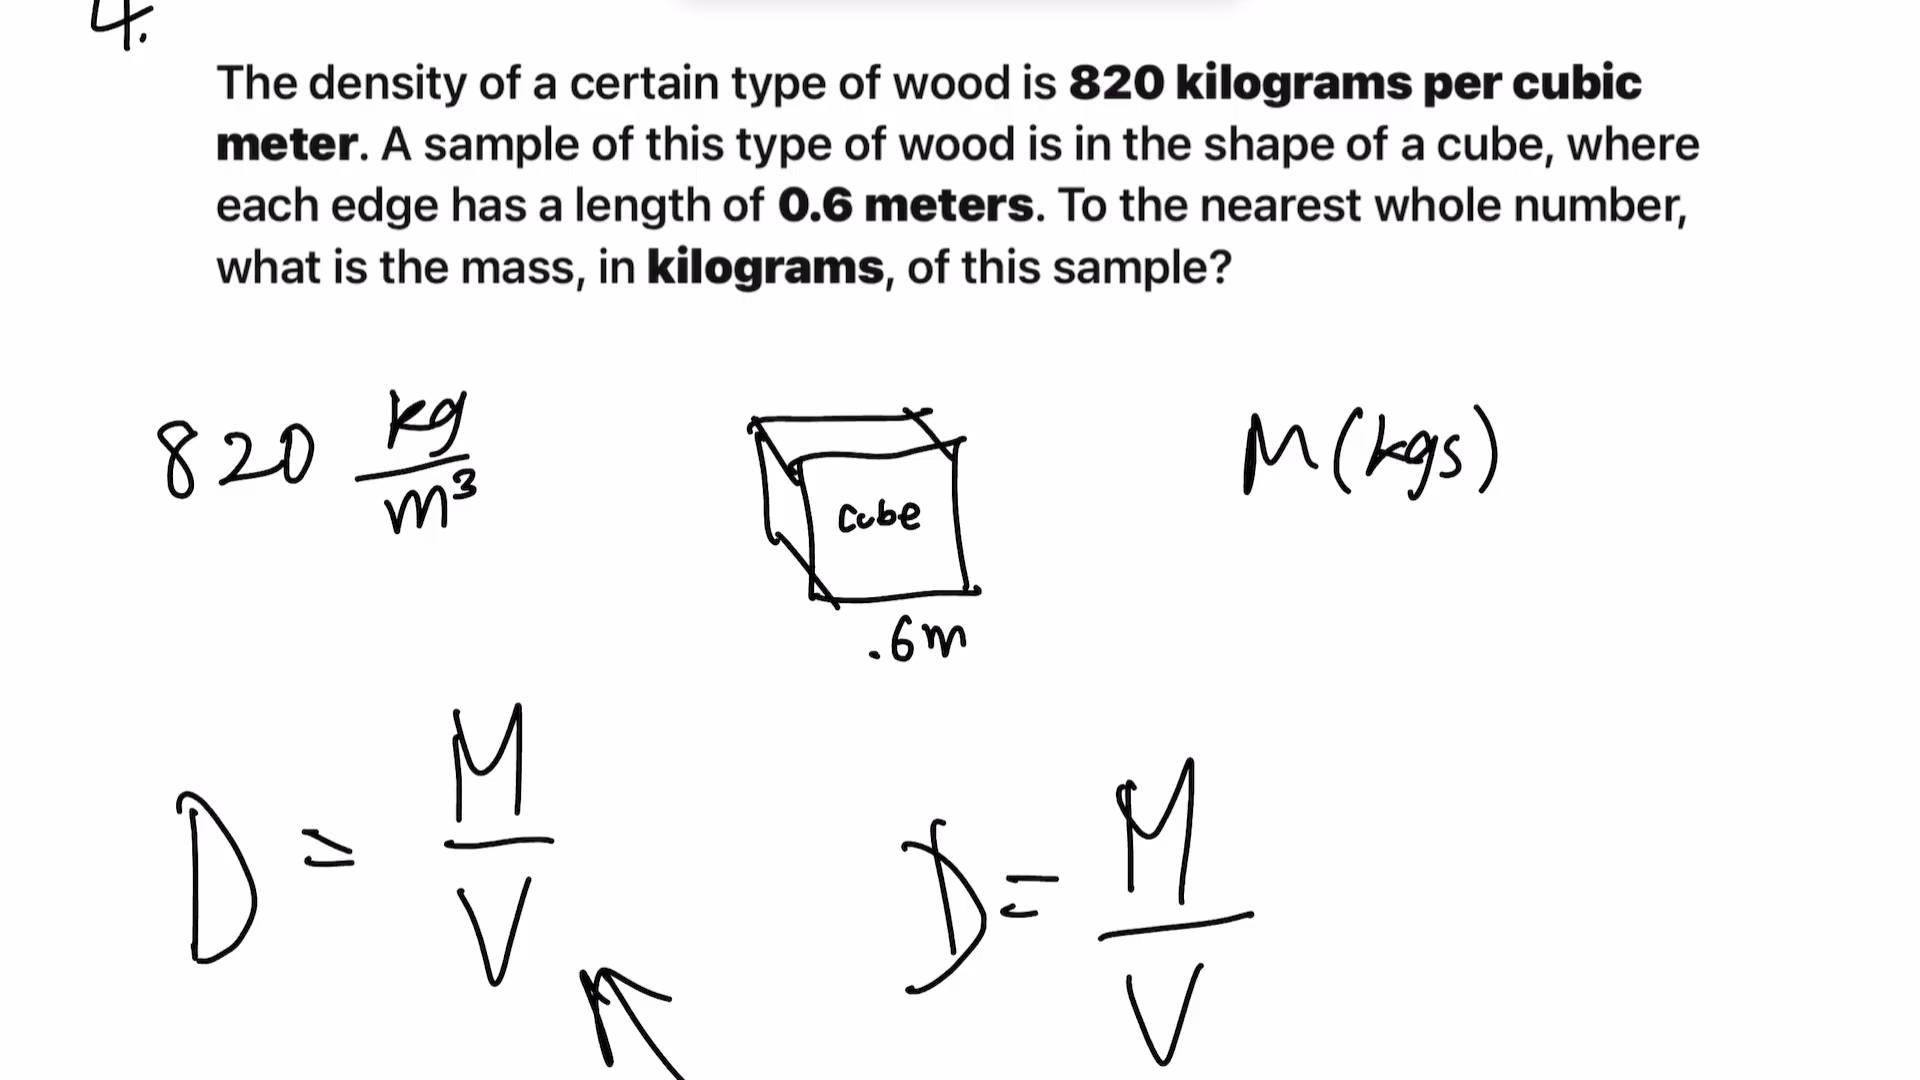 4.
The density of a certain type of wood is 820 kilograms per cubic
meter. A sample of this type of wood is in the shape of a cube, where
each edge has a length of 0.6 meters. To the nearest whole number,
what is the mass, in kilograms, of this sample?
820 kg/m³
cube
.6m
M(kgs)
D = M/V
D = M/V